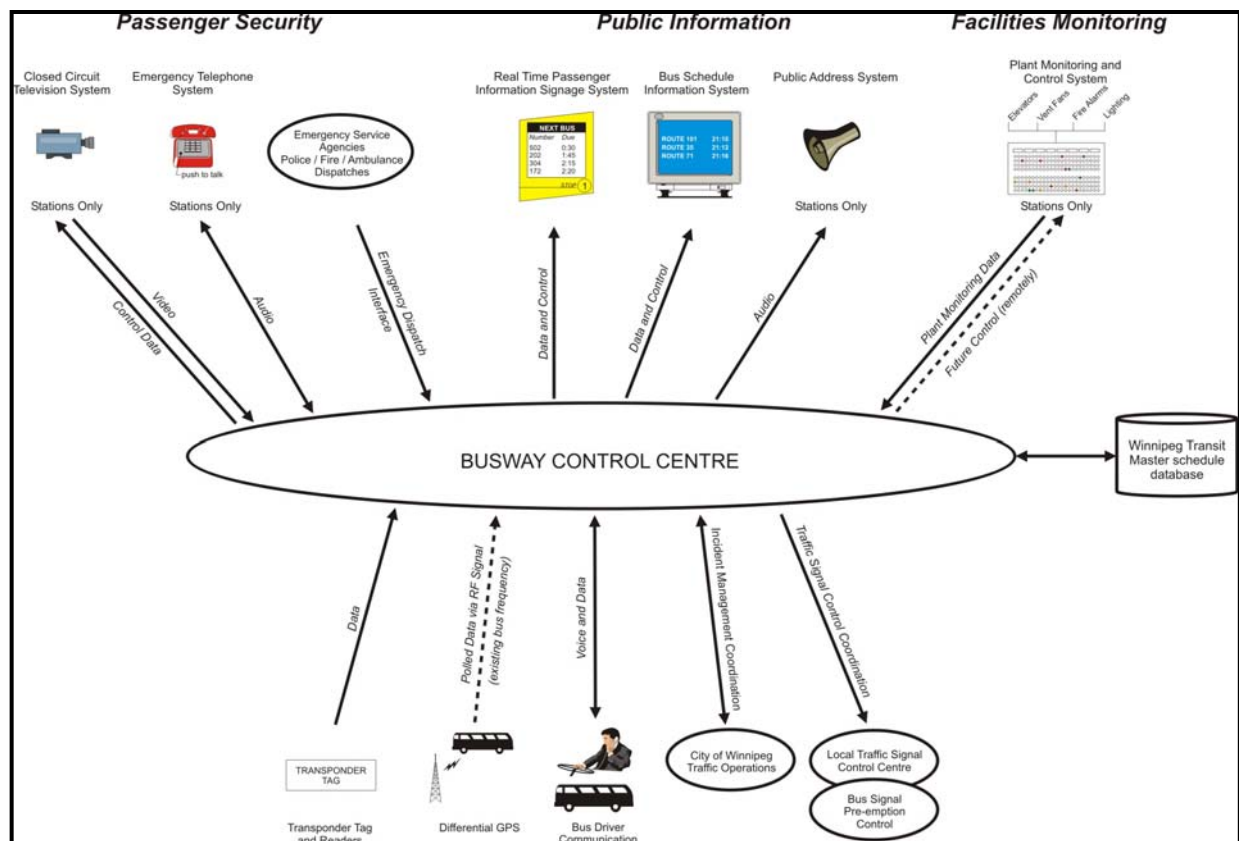 Passenger Security
Public Information
Facilities Monitoring
Closed Circuit
Television System
Emergency Telephone
System
push to talk
Emergency Service
Agencies
Police / Fire / Ambulance
Dispatches
Real Time Passenger
Information Signage System
NEXT BUS
Number Due
502 0:30
202 1:45
304 2:15
172 2:20
STOP 1
Bus Schedule
Information System
ROUTE 161 21:10
ROUTE 35 21:12
ROUTE 71 21:16
Public Address System
Plant Monitoring and
Control System
Elevators
Vent Fans
Fire Alarms
Lighting
Stations Only
Stations Only
Stations Only
Stations Only
Video
Control Data
Audio
Emergency Dispatch
Interface
Data and Control
Data and Control
Audio
Plant Monitoring Data
Future Control (remotely)
BUSWAY CONTROL CENTRE
Winnipeg Transit
Master schedule
database
Data
Polled Data via RF Signal
(existing bus frequency)
Voice and Data
Incident Management Coordination
Traffic Signal Control Coordination
TRANSPONDER
TAG
Transponder Tag
and Readers
Differential GPS
Bus Driver
Communication
City of Winnipeg
Traffic Operations
Local Traffic Signal
Control Centre
Bus Signal
Pre-emption
Control